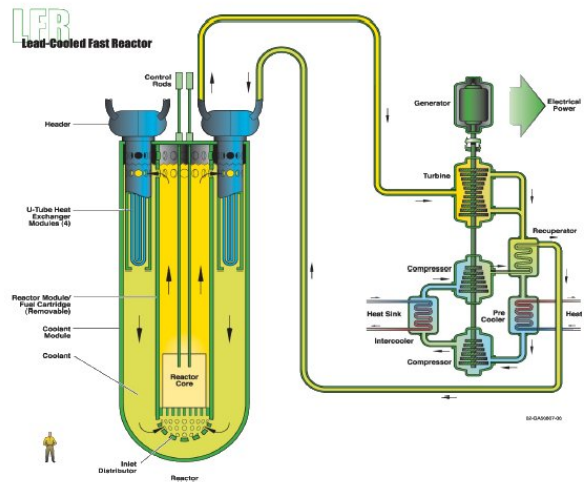 LFR
Lead-Cooled Fast Reactor
Control
Rods
Header
U-Tube Heat
Exchanger
Modules (4)
Reactor Module/
Fuel Cartridge
(Removable)
Coolant
Module
Coolant
Reactor
Core
Inlet
Distributor
Reactor
Generator
Electrical
Power
Turbine
Recuperator
Compressor
Heat Sink
Intercooler
Pre
Cooler
Heat
Compressor